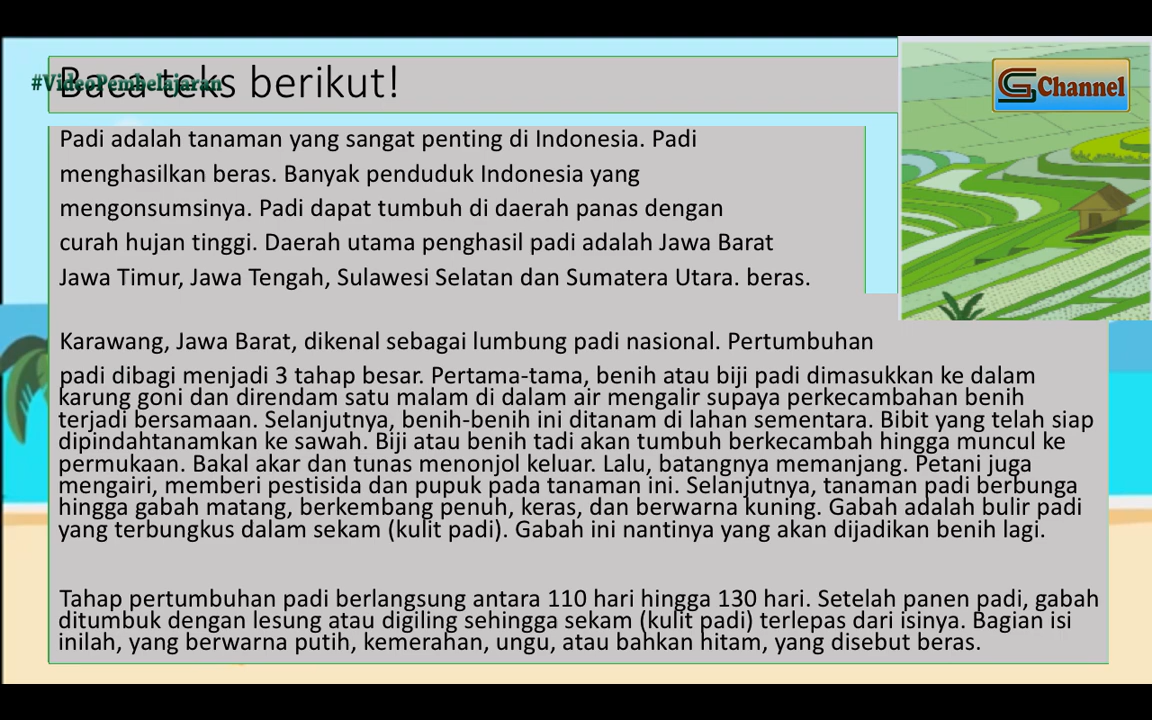 #VideoPembelajaran
Baca teks berikut!
G Channel
Padi adalah tanaman yang sangat penting di Indonesia. Padi
menghasilkan beras. Banyak penduduk Indonesia yang
mengonsumsinya. Padi dapat tumbuh di daerah panas dengan
curah hujan tinggi. Daerah utama penghasil padi adalah Jawa Barat
Jawa Timur, Jawa Tengah, Sulawesi Selatan dan Sumatera Utara. beras.
Karawang, Jawa Barat, dikenal sebagai lumbung padi nasional. Pertumbuhan
padi dibagi menjadi 3 tahap besar. Pertama-tama, benih atau biji padi dimasukkan ke dalam
karung goni dan direndam satu malam di dalam air mengalir supaya perkecambahan benih
terjadi bersamaan. Selanjutnya, benih-benih ini ditanam di lahan sementara. Bibit yang telah siap
dipindahtanamkan ke sawah. Biji atau benih tadi akan tumbuh berkecambah hingga muncul ke
permukaan. Bakal akar dan tunas menonjol keluar. Lalu, batangnya memanjang. Petani juga
mengairi, memberi pestisida dan pupuk pada tanaman ini. Selanjutnya, tanaman padi berbunga
hingga gabah matang, berkembang penuh, keras, dan berwarna kuning. Gabah adalah bulir padi
yang terbungkus dalam sekam (kulit padi). Gabah ini nantinya yang akan dijadikan benih lagi.
Tahap pertumbuhan padi berlangsung antara 110 hari hingga 130 hari. Setelah panen padi, gabah
ditumbuk dengan lesung atau digiling sehingga sekam (kulit padi) terlepas dari isinya. Bagian isi
inilah, yang berwarna putih, kemerahan, ungu, atau bahkan hitam, yang disebut beras.